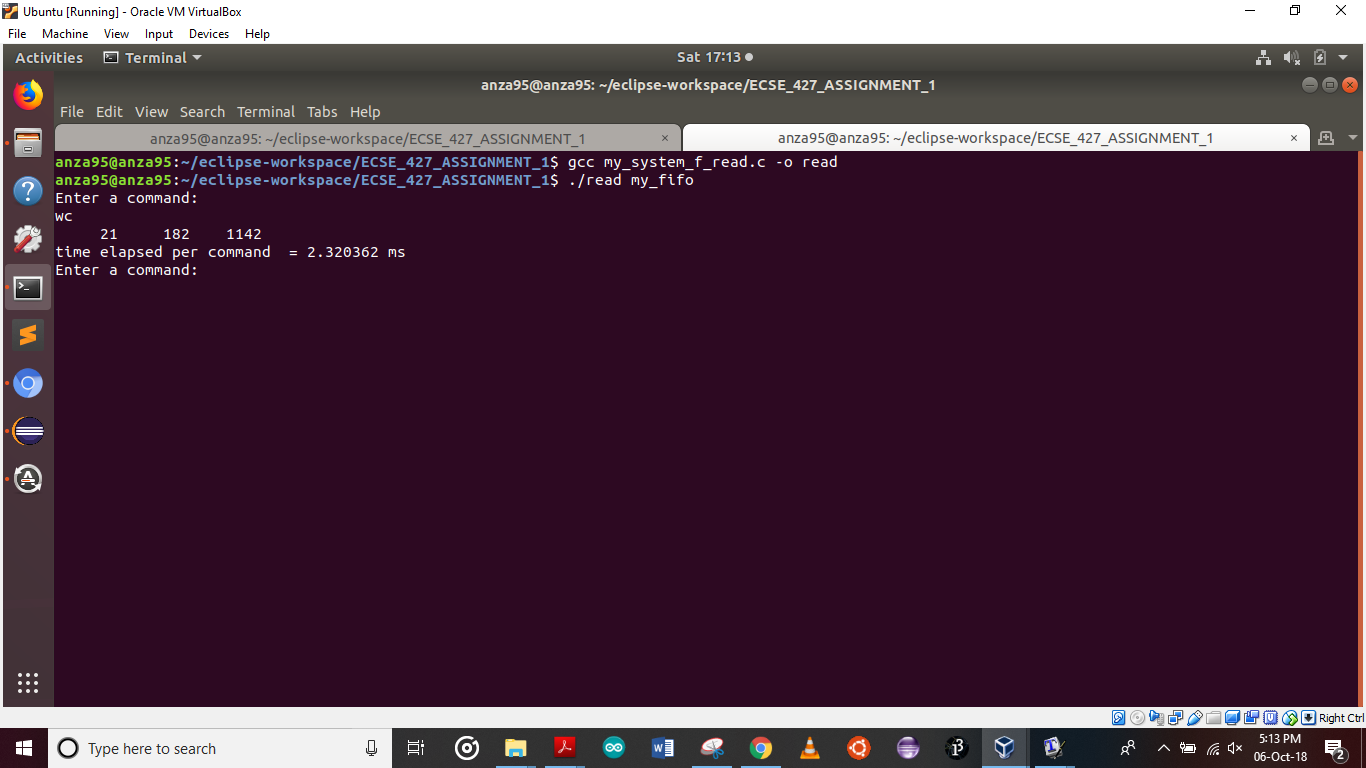 Ubuntu [Running] - Oracle VM VirtualBox
File Machine View Input Devices Help
Activities Terminal Sat 17:13
anza95@anza95: ~/eclipse-workspace/ECSE_427_ASSIGNMENT_1
File Edit View Search Terminal Tabs Help
anza95@anza95: ~/eclipse-workspace/ECSE_427_ASSIGNMENT_1 × anza95@anza95: ~/eclipse-workspace/ECSE_427_ASSIGNMENT_1 ×
anza95@anza95:~/eclipse-workspace/ECSE_427_ASSIGNMENT_1$ gcc my_system_f_read.c -o read
anza95@anza95:~/eclipse-workspace/ECSE_427_ASSIGNMENT_1$ ./read my_fifo
Enter a command:
wc
     21     182    1142
time elapsed per command  = 2.320362 ms
Enter a command:
Right Ctrl
Type here to search
5:13 PM
06-Oct-18
2